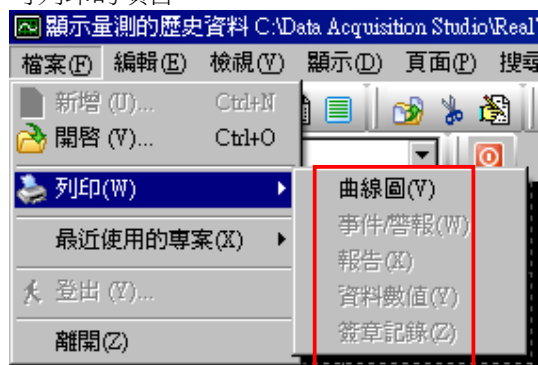 顯示量測的歷史資料 C:\Data Acquisition Studio\Real
檔案(F) 編輯(E) 檢視(V) 顯示(D) 頁面(P) 搜尋
新增 (U)... Ctrl+N
開啓 (V)... Ctrl+O
列印(W)
最近使用的專案(X)
登出 (Y)...
離開(Z)
曲線圖(V)
事件/警報(W)
報告(X)
資料數值(Y)
簽章記錄(Z)